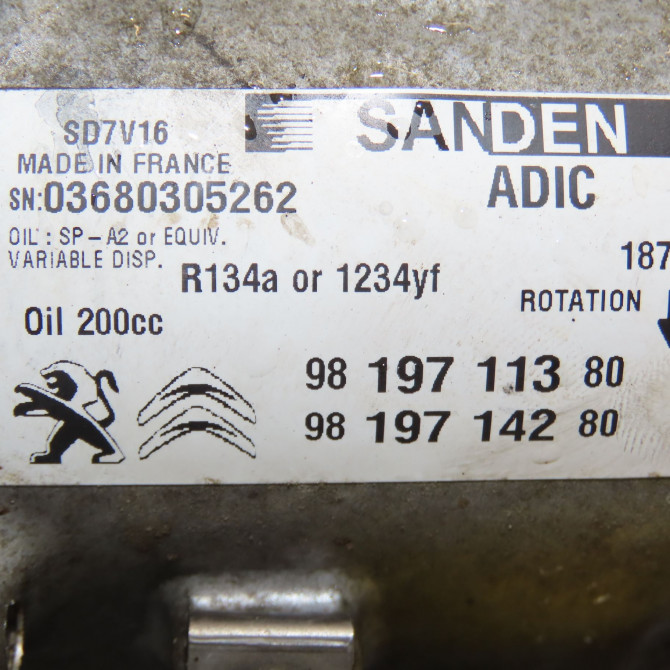 SD7V16
SANDEN
MADE IN FRANCE
ADIC
SN:03680305262
OIL : SP-A2 or EQUIV.
VARIABLE DISP.
187
R134a or 1234yf
ROTATION
Oil 200cc
98 197 113 80
98 197 142 80